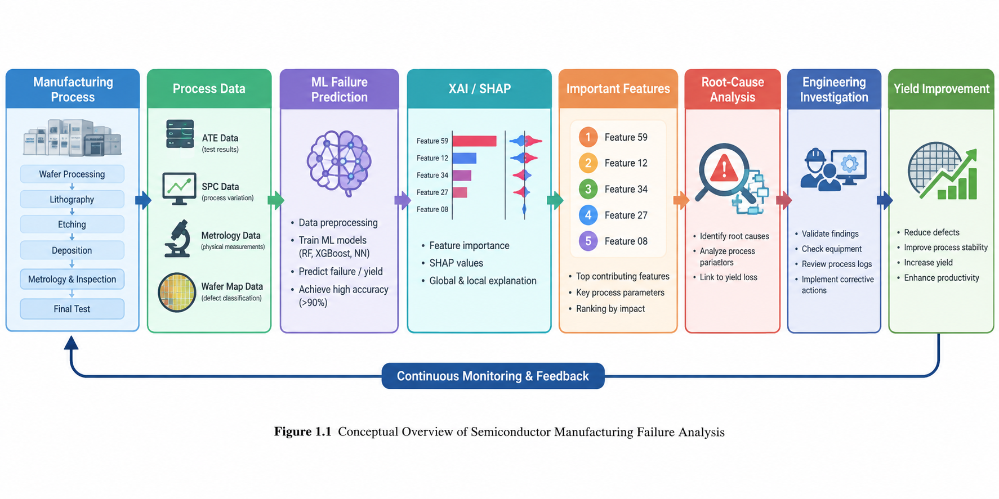 Manufacturing
Process
Wafer Processing
Lithography
Etching
Deposition
Metrology & Inspection
Final Test
Process Data
ATE Data
(test results)
SPC Data
(process variation)
Metrology Data
(physical measurements)
Wafer Map Data
(defect classification)
ML Failure
Prediction
• Data preprocessing
• Train ML models
(RF, XGBoost, NN)
• Predict failure / yield
• Achieve high accuracy
(>90%)
XAI / SHAP
Feature 59
Feature 12
Feature 34
Feature 27
Feature 08
• Feature importance
• SHAP values
• Global & local explanation
Important Features
1 Feature 59
2 Feature 12
3 Feature 34
4 Feature 27
5 Feature 08
• Top contributing features
• Key process parameters
• Ranking by impact
Root-Cause
Analysis
• Identify root causes
• Analyze process
• Link to yield loss
Engineering
Investigation
• Validate findings
• Check equipment
• Review process logs
• Implement corrective
actions
Yield Improvement
• Reduce defects
• Improve process stability
• Increase yield
• Enhance productivity
Continuous Monitoring & Feedback
Figure 1.1 Conceptual Overview of Semiconductor Manufacturing Failure Analysis